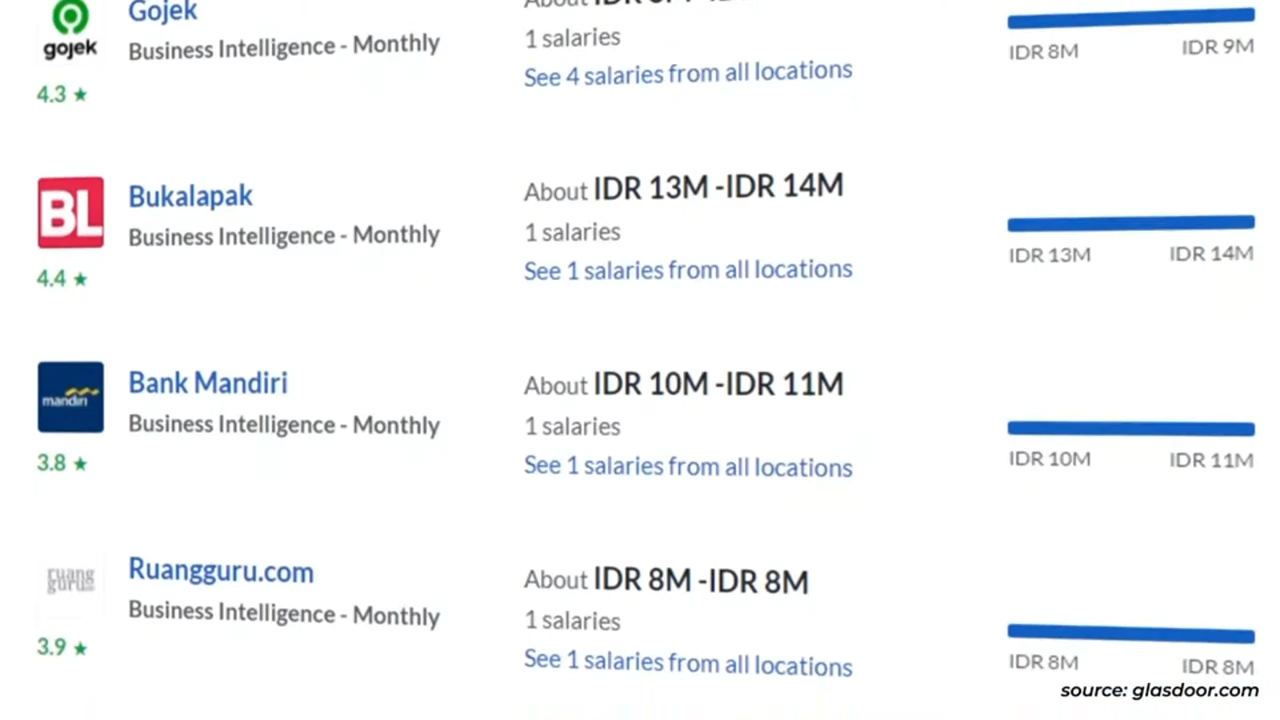 Gojek
gojek
Business Intelligence - Monthly
4.3 ★
About IDR
1 salaries
See 4 salaries from all locations
IDR 8M
IDR 9M
BL
Bukalapak
Business Intelligence - Monthly
4.4 ★
About IDR 13M -IDR 14M
1 salaries
See 1 salaries from all locations
IDR 13M
IDR 14M
mandiri
Bank Mandiri
Business Intelligence - Monthly
3.8 ★
About IDR 10M -IDR 11M
1 salaries
See 1 salaries from all locations
IDR 10M
IDR 11M
ruang
guru
Ruangguru.com
Business Intelligence - Monthly
3.9 ★
About IDR 8M -IDR 8M
1 salaries
See 1 salaries from all locations
IDR 8M
IDR 8M
source: glasdoor.com